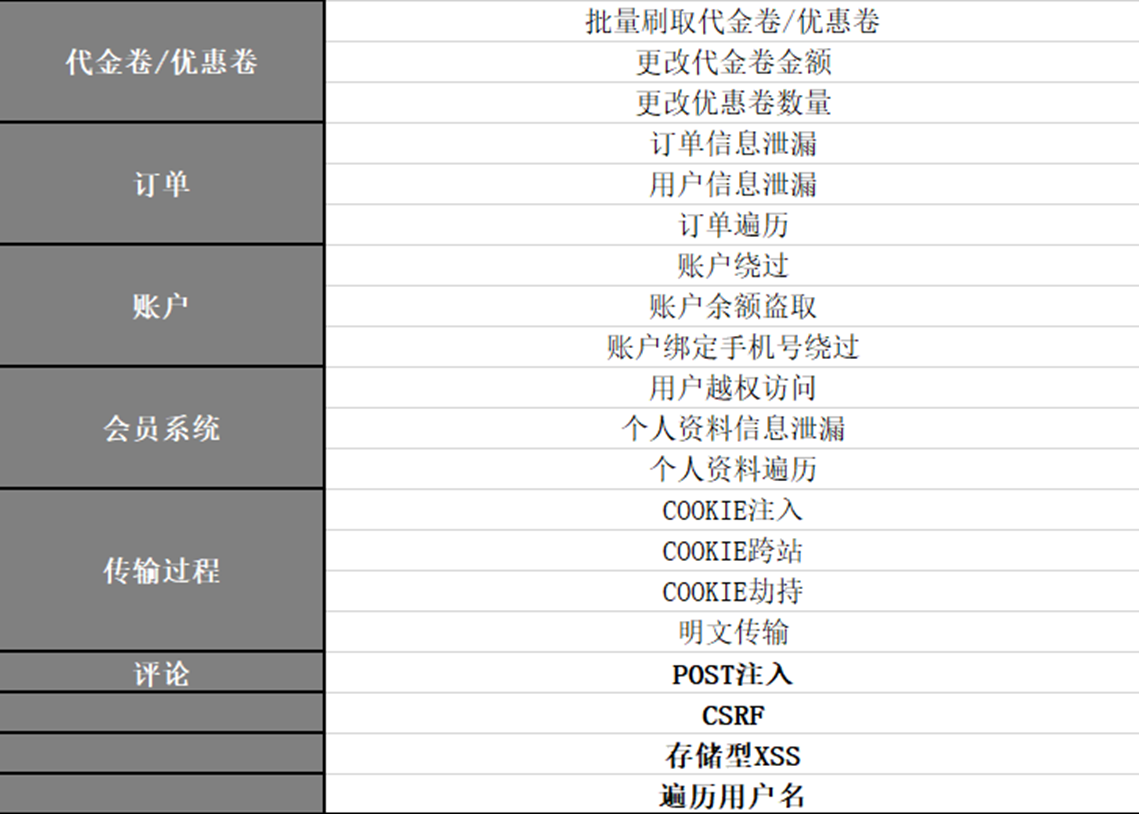 代金卷/优惠卷
批量刷取代金卷/优惠卷
更改代金卷金额
更改优惠卷数量
订单
订单信息泄漏
用户信息泄漏
订单遍历
账户
账户绕过
账户余额盗取
账户绑定手机号绕过
会员系统
用户越权访问
个人资料信息泄漏
个人资料遍历
传输过程
COOKIE注入
COOKIE跨站
COOKIE劫持
明文传输
评论
POST注入
CSRF
存储型XSS
遍历用户名